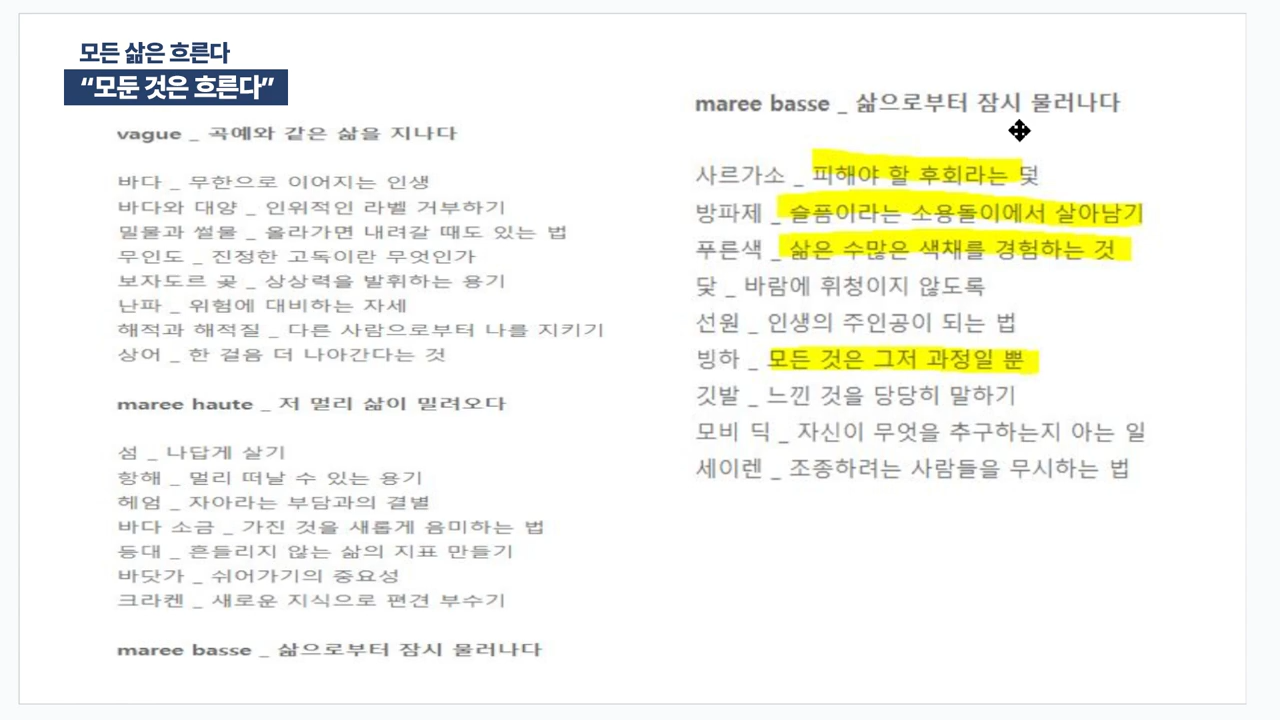 모든 삶은 흐른다
“모둔 것은 흐른다”
vague _ 곡예와 같은 삶을 지나다
바다 _ 무한으로 이어지는 인생
바다와 대양 _ 인위적인 라벨 거부하기
밀물과 썰물 _ 올라가면 내려갈 때도 있는 법
무인도 _ 진정한 고독이란 무엇인가
보자도르 곶 _ 상상력을 발휘하는 용기
난파 _ 위험에 대비하는 자세
해적과 해적질 _ 다른 사람으로부터 나를 지키기
상어 _ 한 걸음 더 나아간다는 것
maree haute _ 저 멀리 삶이 밀려오다
섬 _ 나답게 살기
항해 _ 멀리 떠날 수 있는 용기
헤엄 _ 자아라는 부담과의 결별
바다 소금 _ 가진 것을 새롭게 음미하는 법
등대 _ 흔들리지 않는 삶의 지표 만들기
바닷가 _ 쉬어가기의 중요성
크라켄 _ 새로운 지식으로 편견 부수기
maree basse _ 삶으로부터 잠시 물러나다
maree basse _ 삶으로부터 잠시 물러나다
사르가소 _ 피해야 할 후회라는 덫
방파제 _ 슬픔이라는 소용돌이에서 살아남기
푸른색 _ 삶은 수많은 색채를 경험하는 것
닻 _ 바람에 휘청이지 않도록
선원 _ 인생의 주인공이 되는 법
빙하 _ 모든 것은 그저 과정일 뿐
깃발 _ 느낀 것을 당당히 말하기
모비 딕 _ 자신이 무엇을 추구하는지 아는 일
세이렌 _ 조종하려는 사람들을 무시하는 법